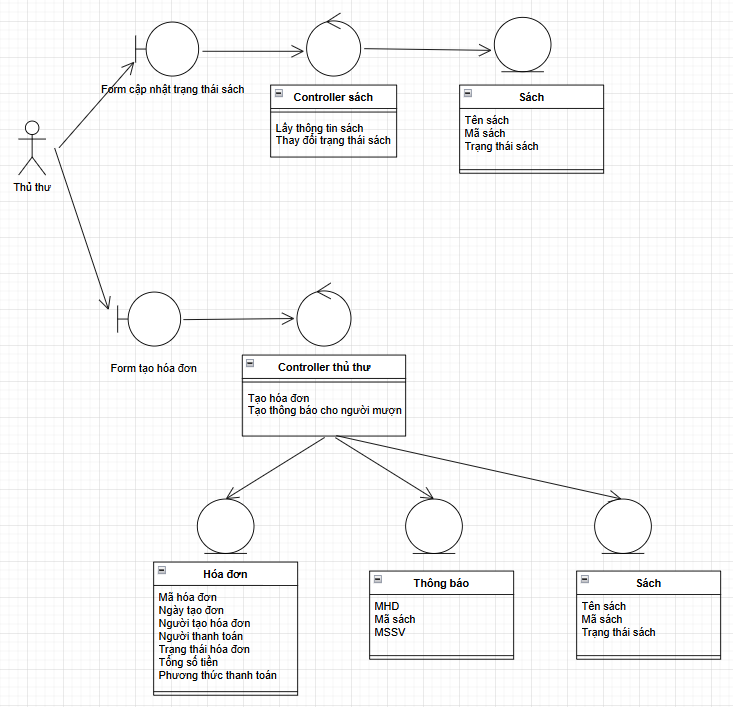 Form cập nhật trạng thái sách
Controller sách
Lấy thông tin sách
Thay đổi trạng thái sách
Sách
Tên sách
Mã sách
Trạng thái sách
Thủ thư
Form tạo hóa đơn
Controller thủ thư
Tạo hóa đơn
Tạo thông báo cho người mượn
Hóa đơn
Mã hóa đơn
Ngày tạo đơn
Người tạo hóa đơn
Người thanh toán
Trạng thái hóa đơn
Tổng số tiền
Phương thức thanh toán
Thông báo
MHD
Mã sách
MSSV
Sách
Tên sách
Mã sách
Trạng thái sách